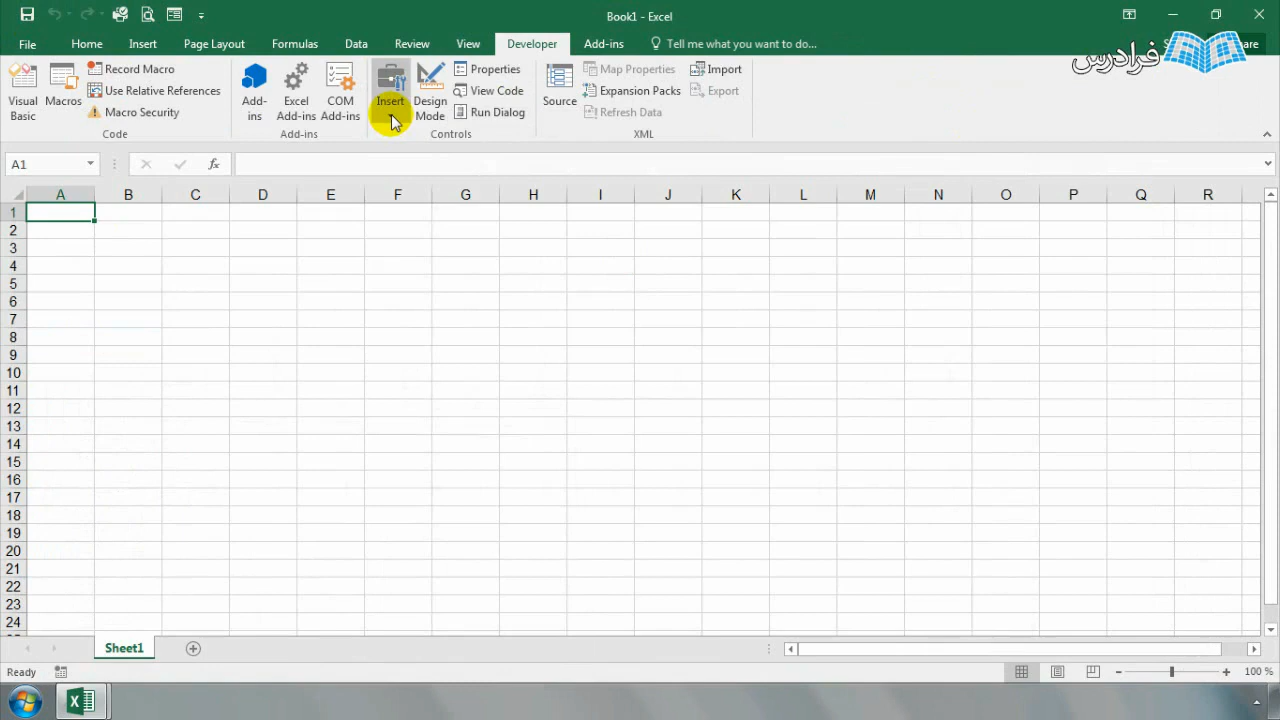 Book1 - Excel
File Home Insert Page Layout Formulas Data Review View Developer Add-ins Tell me what you want to do...
فرادرس
Visual Basic
Macros
Record Macro
Use Relative References
Macro Security
Code
Add-ins
Excel Add-ins
COM Add-ins
Add-ins
Insert
Design Mode
Properties
View Code
Run Dialog
Controls
Source
Map Properties
Expansion Packs
Refresh Data
Import
Export
XML
A1 fx
A B C D E F G H I J K L M N O P Q R
1
2
3
4
5
6
7
8
9
10
11
12
13
14
15
16
17
18
19
20
21
22
23
24
Sheet1
Ready 100 %